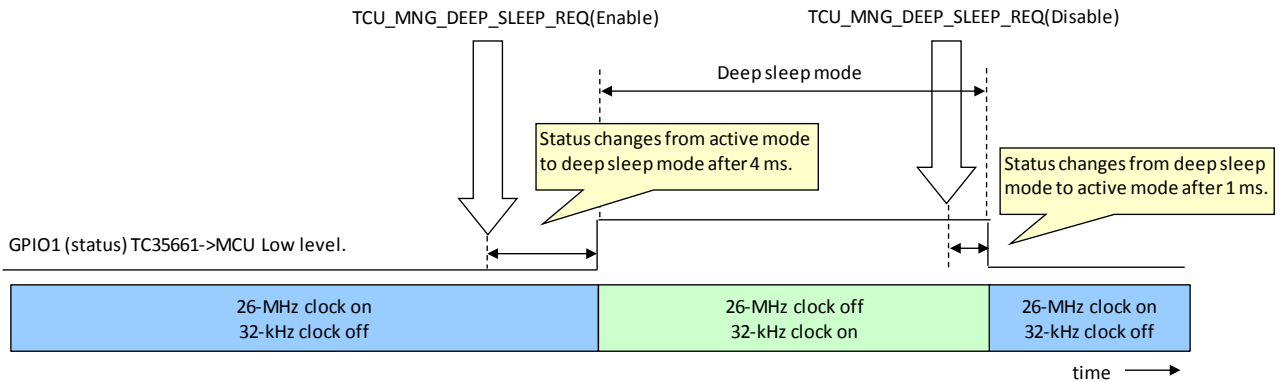 TCU_MNG_DEEP_SLEEP_REQ(Enable)
TCU_MNG_DEEP_SLEEP_REQ(Disable)
Deep sleep mode
Status changes from active mode
to deep sleep mode after 4 ms.
Status changes from deep sleep
mode to active mode after 1 ms.
GPIO1 (status) TC35661->MCU Low level.
26-MHz clock on
32-kHz clock off
26-MHz clock off
32-kHz clock on
26-MHz clock on
32-kHz clock off
time